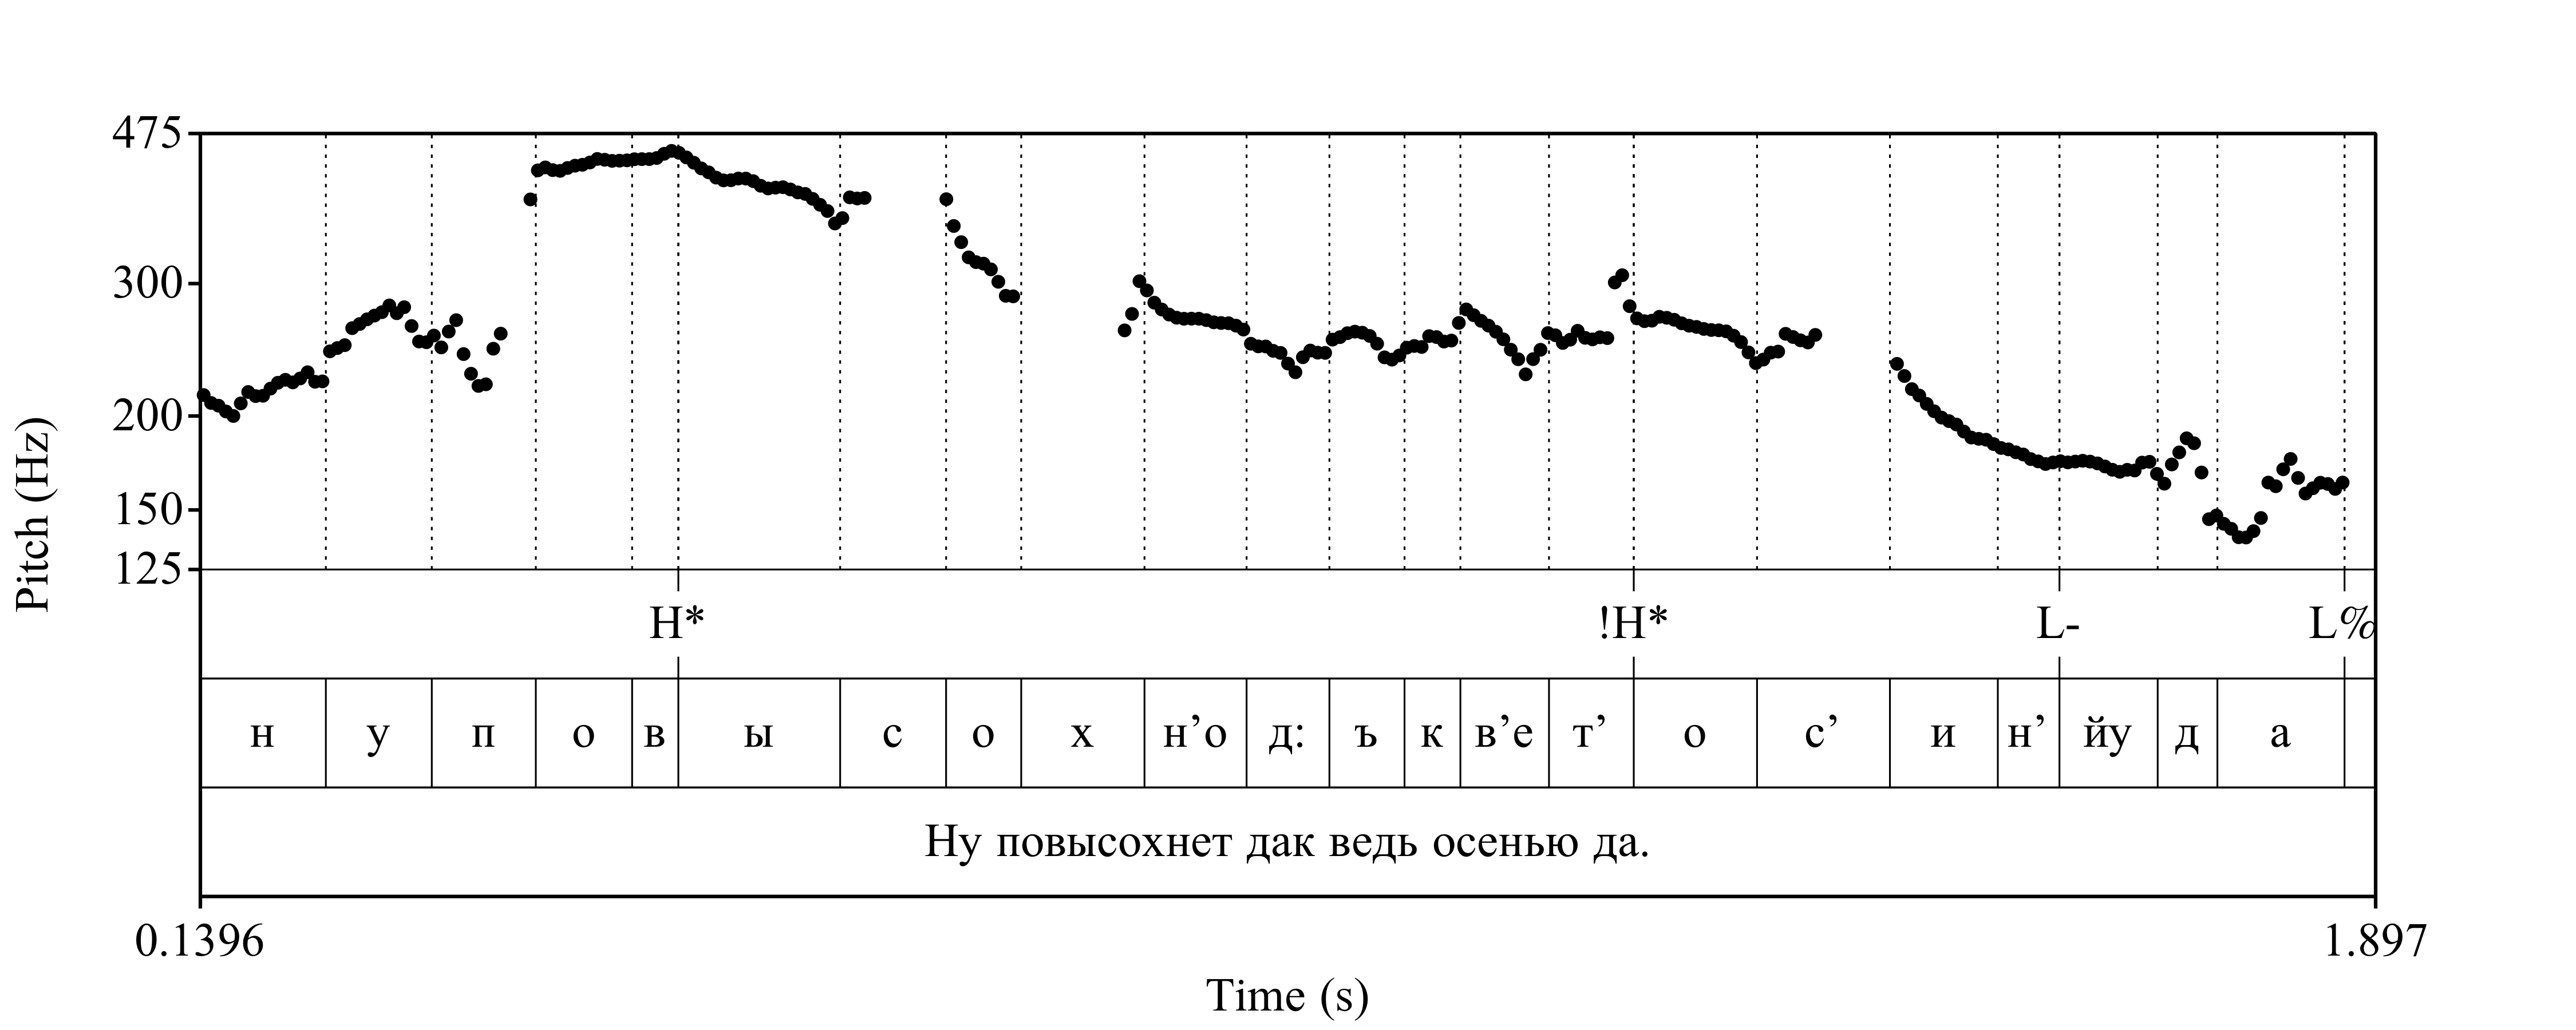 475
300
200
150
125
Pitch (Hz)
H* !H* L- L%
н у п о в ы с о х н’о д: ъ к в’е т’ о с’ и н’ йу д а
Ну повысохнет дак ведь осенью да.
0.1396 1.897
Time (s)